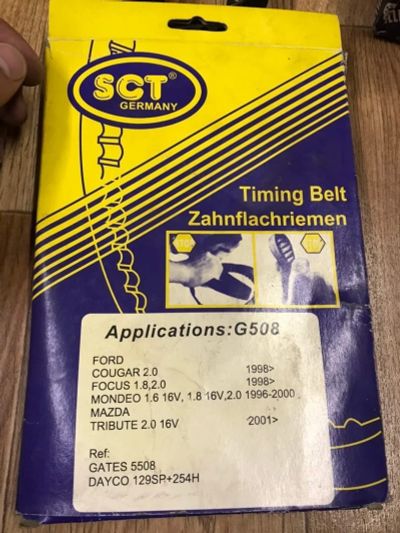 SCT®
GERMANY
Timing Belt
Zahnflachriemen
Applications:G508
FORD
COUGAR 2.0 1998>
FOCUS 1.8,2.0 1998>
MONDEO 1.6 16V, 1.8 16V,2.0 1996-2000
MAZDA
TRIBUTE 2.0 16V 2001>
Ref:
GATES 5508
DAYCO 129SP+254H